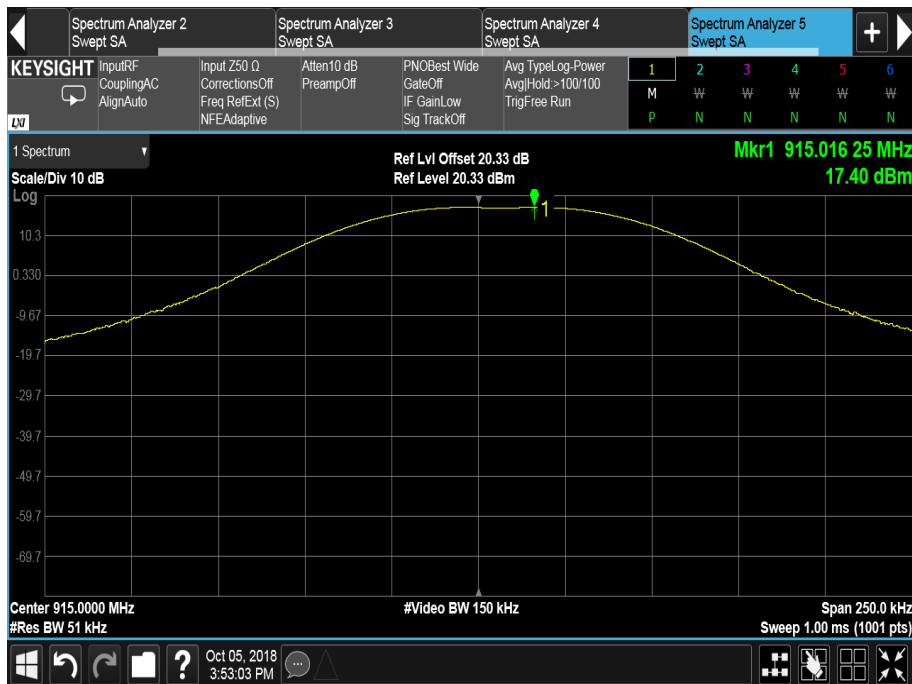 Spectrum Analyzer 2
Swept SA
Spectrum Analyzer 3
Swept SA
Spectrum Analyzer 4
Swept SA
Spectrum Analyzer 5
Swept SA
+
KEYSIGHT
LXI
InputRF
CouplingAC
AlignAuto
Input Z50 Ω
CorrectionsOff
Freq RefExt (S)
NFEAdaptive
Atten10 dB
PreampOff
PNOBest Wide
GateOff
IF GainLow
Sig TrackOff
Avg TypeLog-Power
Avg|Hold:>100/100
TrigFree Run
1 2 3 4 5 6
M W W W W W
P N N N N N
1 Spectrum
Scale/Div 10 dB
Ref Lvl Offset 20.33 dB
Ref Level 20.33 dBm
Mkr1 915.016 25 MHz
17.40 dBm
Log
1
10.3
0.330
-9.67
-19.7
-29.7
-39.7
-49.7
-59.7
-69.7
Center 915.0000 MHz
#Video BW 150 kHz
Span 250.0 kHz
#Res BW 51 kHz
Sweep 1.00 ms (1001 pts)
?
Oct 05, 2018
3:53:03 PM